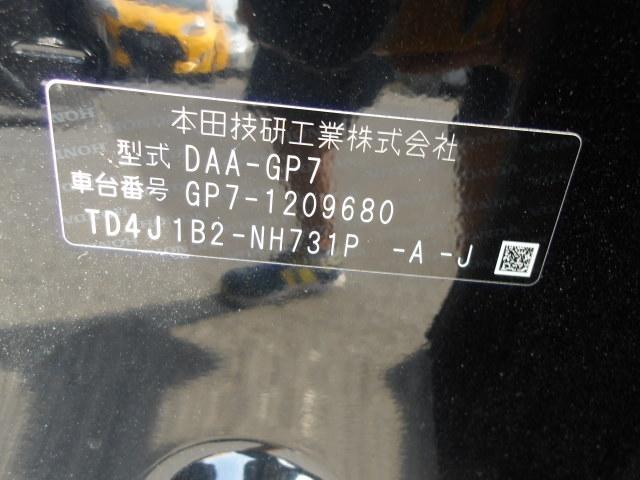 本田技研工業株式会社
型式 DAA-GP7
車台番号 GP7-1209680
TD4J1B2-NH731P -A -J